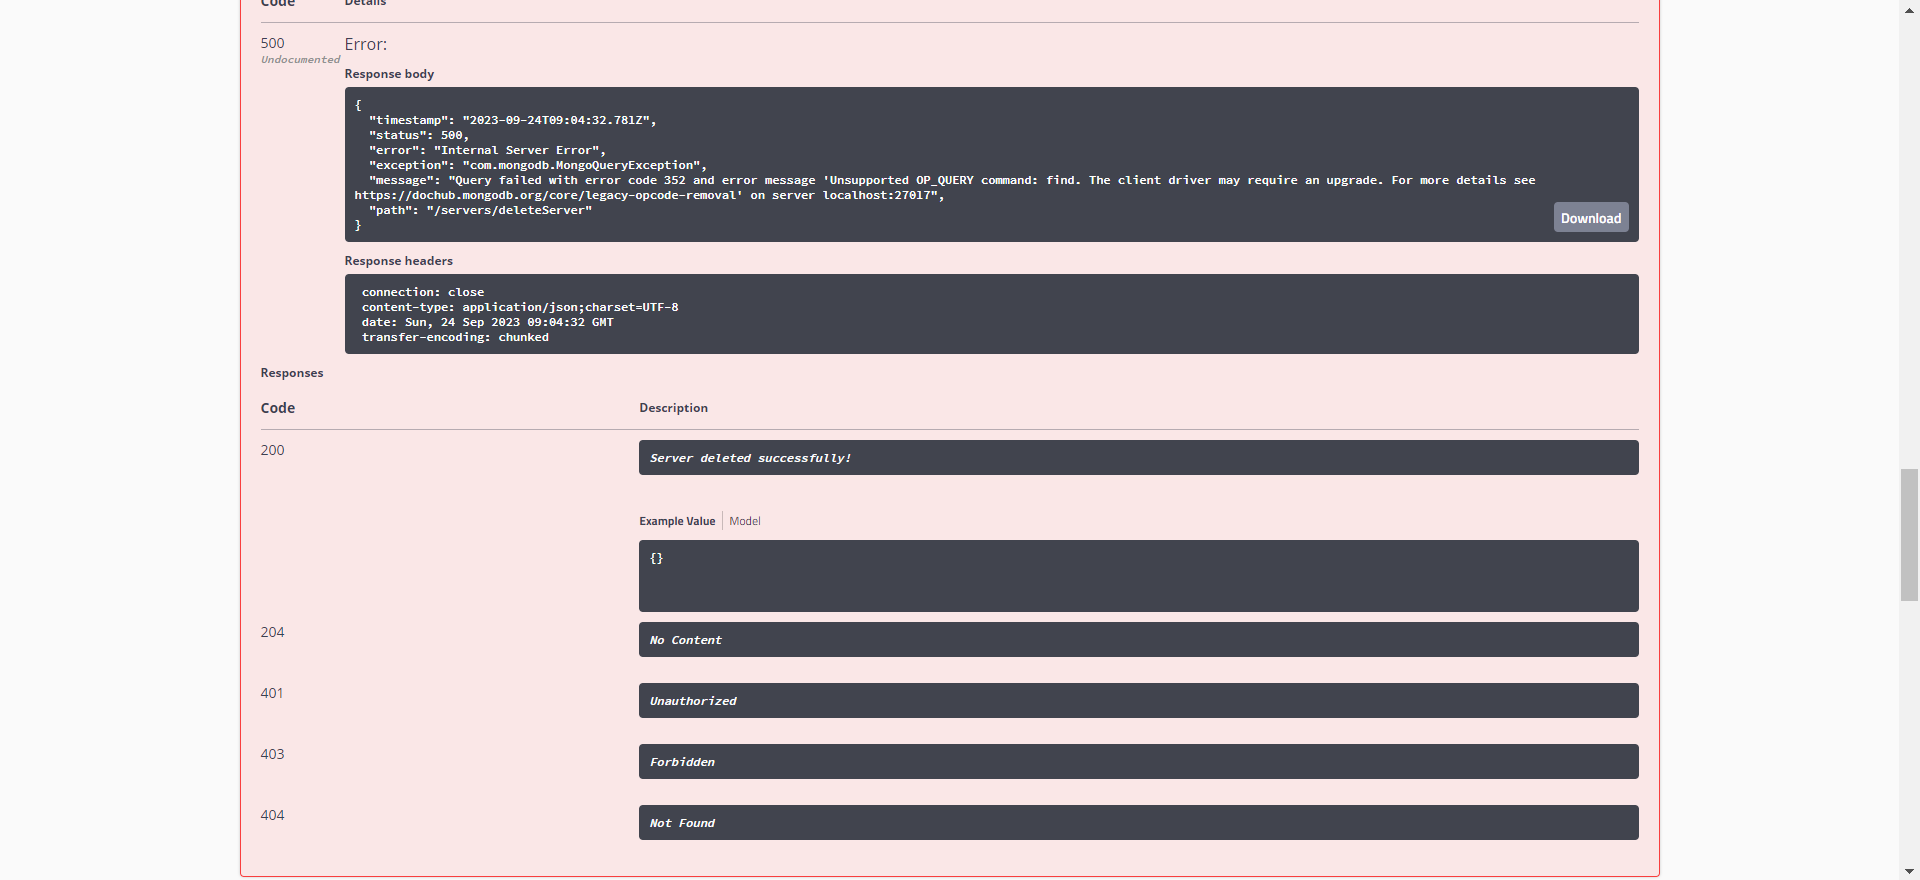 Code Details
500 Error:
Undocumented
Response body
{
"timestamp": "2023-09-24T09:04:32.781Z",
"status": 500,
"error": "Internal Server Error",
"exception": "com.mongodb.MongoQueryException",
"message": "Query failed with error code 352 and error message 'Unsupported OP_QUERY command: find. The client driver may require an upgrade. For more details see
https://dochub.mongodb.org/core/legacy-opcode-removal' on server localhost:27017",
"path": "/servers/deleteServer"
}
Download
Response headers
connection: close
content-type: application/json;charset=UTF-8
date: Sun, 24 Sep 2023 09:04:32 GMT
transfer-encoding: chunked
Responses
Code Description
200 Server deleted successfully!
Example Value Model
{}
204 No Content
401 Unauthorized
403 Forbidden
404 Not Found